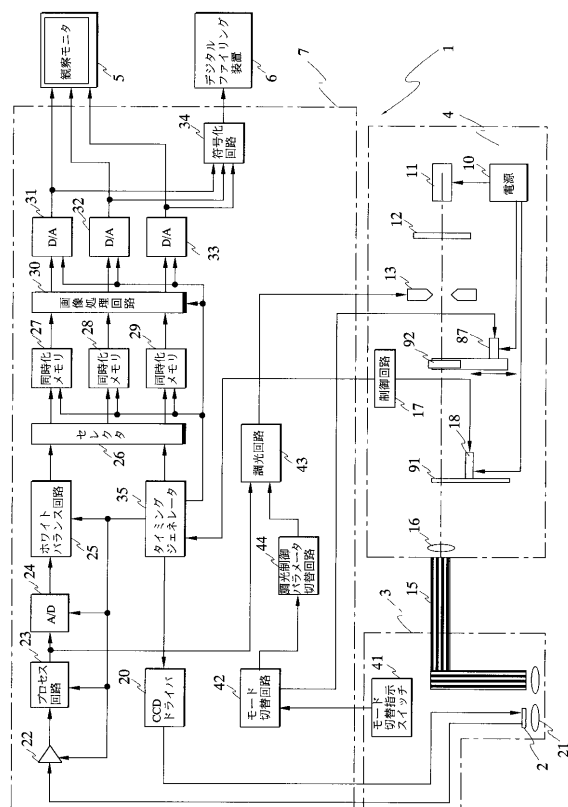 観察モニタ
5
デジタル
ファイリング
装置
6
7
1
34
符号化
回路
31
D/A
32
D/A
D/A
33
30
画像処理回路
27
同時化
メモリ
28
同時化
メモリ
29
同時化
メモリ
セレクタ
26
ホワイト
バランス回路
25
タイミング
ジェネレータ
35
24
A/D
23
プロセス
回路
22
20
CCD
ドライバ
調光回路
43
44
調光制御
パラメータ
切替回路
42
モード
切替回路
41
モード
切替指示
スイッチ
4
11
10
電源
12
13
92
87
制御回路
17
18
91
16
15
3
2
21